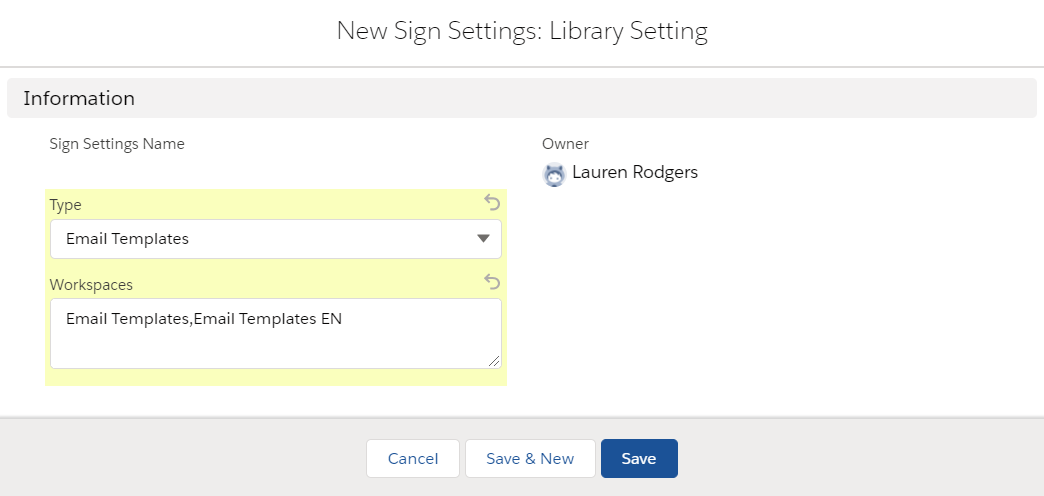 New Sign Settings: Library Setting
Information
Sign Settings Name
Owner
Lauren Rodgers
Type
Email Templates
Workspaces
Email Templates,Email Templates EN
Cancel
Save & New
Save